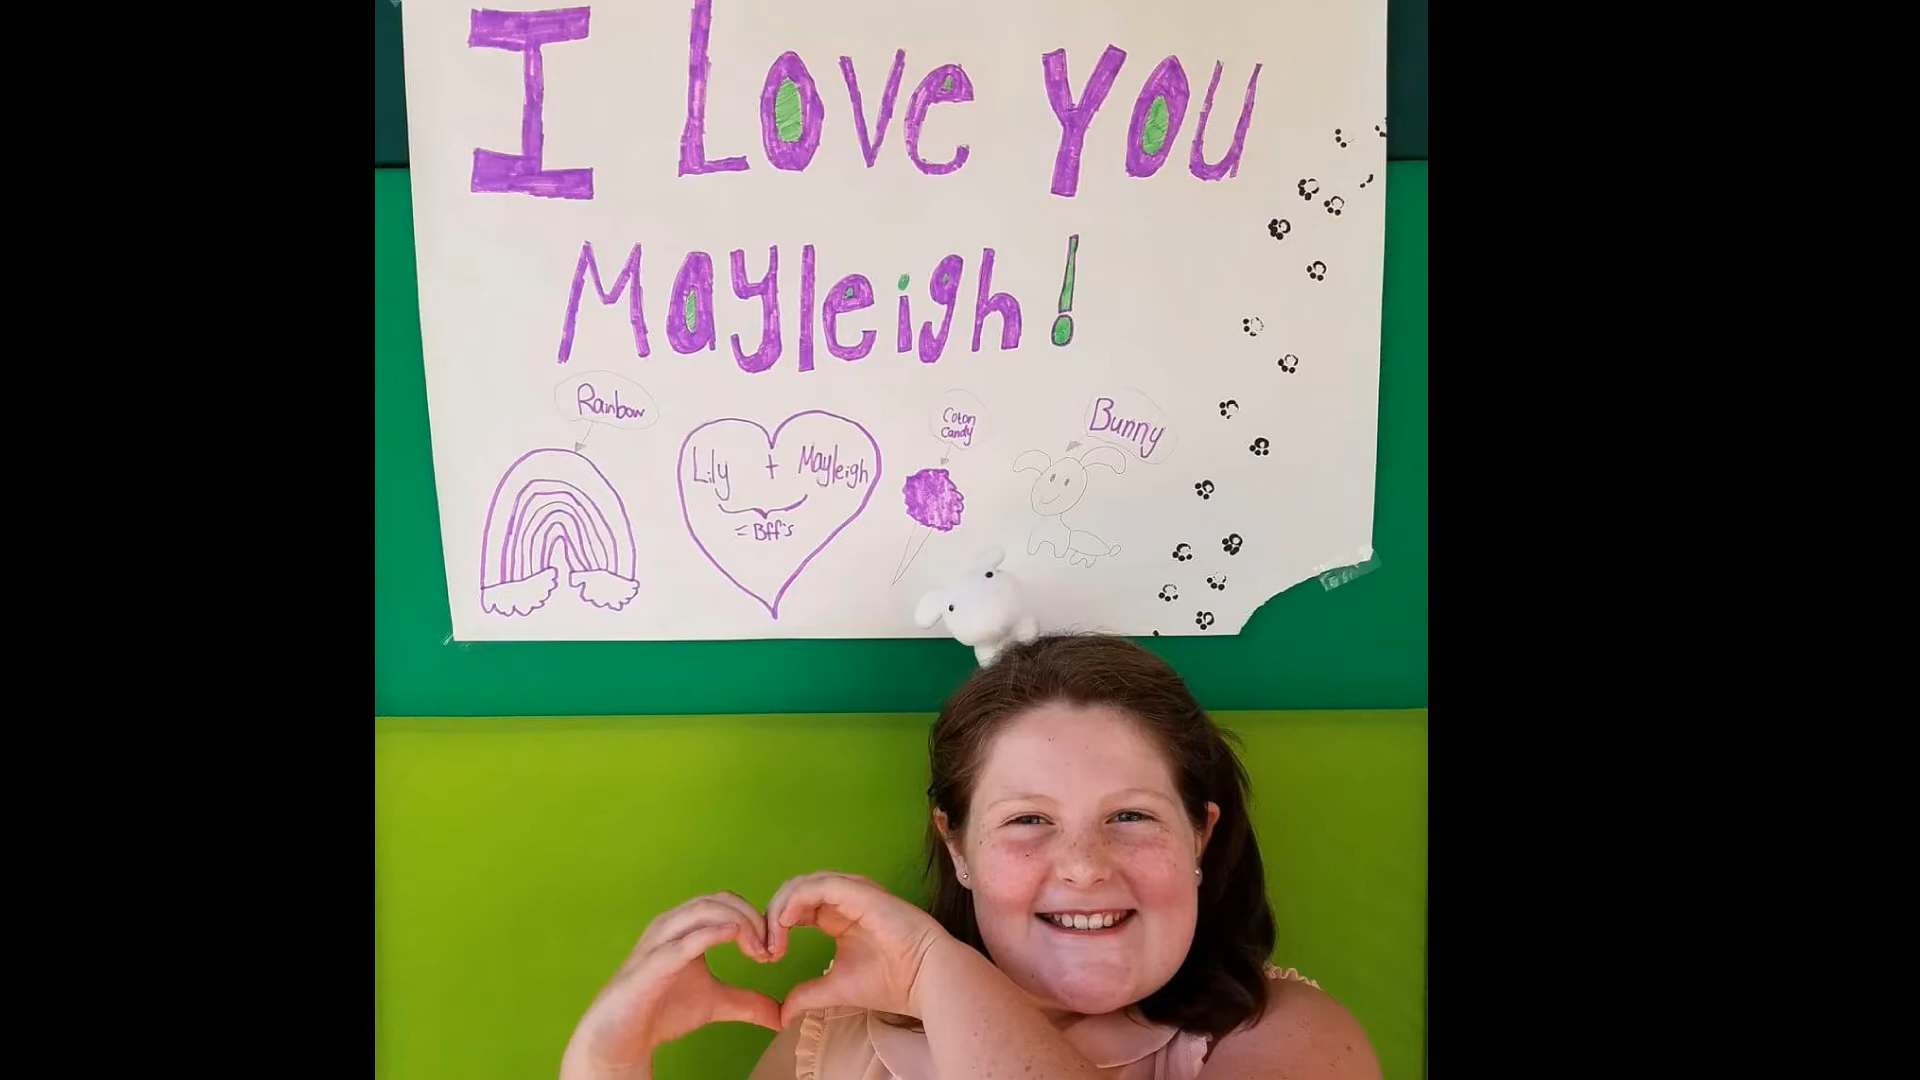 I Love You
Mayleigh!
Rainbow
Lily + Mayleigh
= Bff's
Coton
Candy
Bunny